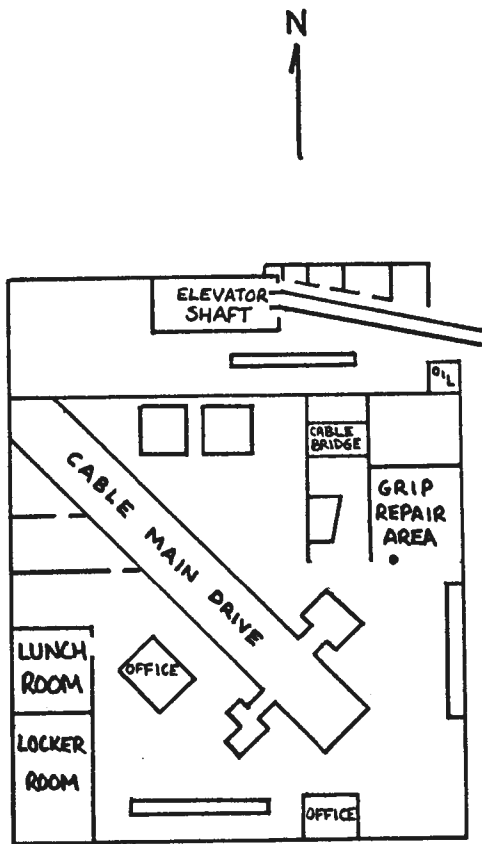 N
ELEVATOR
SHAFT
OIL
CABLE
BRIDGE
CABLE MAIN DRIVE
GRIP
REPAIR
AREA
LUNCH
ROOM
OFFICE
LOCKER
ROOM
OFFICE